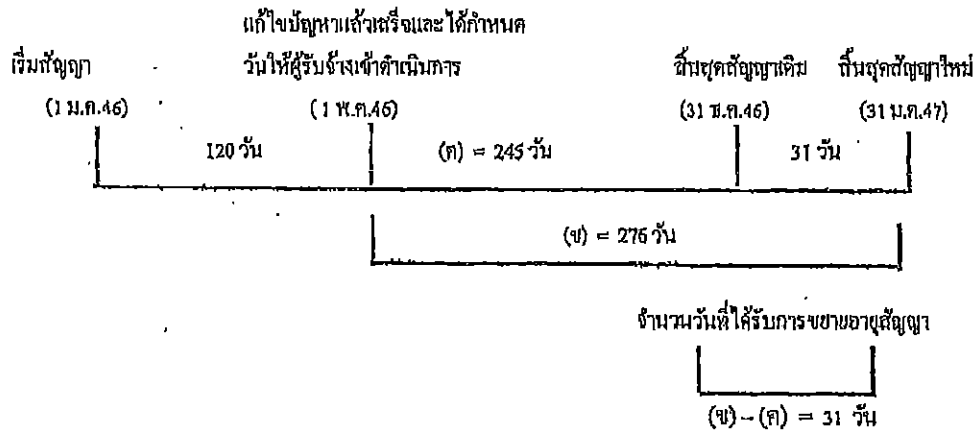 แก้ไขปัญหาแล้วเสร็จและได้กำหนด
เริ่มสัญญา วันให้ผู้รับจ้างเข้าดำเนินการ สิ้นสุดสัญญาเดิม สิ้นสุดสัญญาใหม่
(1 ม.ค.46) (1 พ.ค.46) (31 ธ.ค.46) (31 ม.ค.47)
120 วัน (ค) = 245 วัน 31 วัน
(ข) = 276 วัน
จำนวนวันที่ได้รับการขยายอายุสัญญา
(ข) - (ค) = 31 วัน